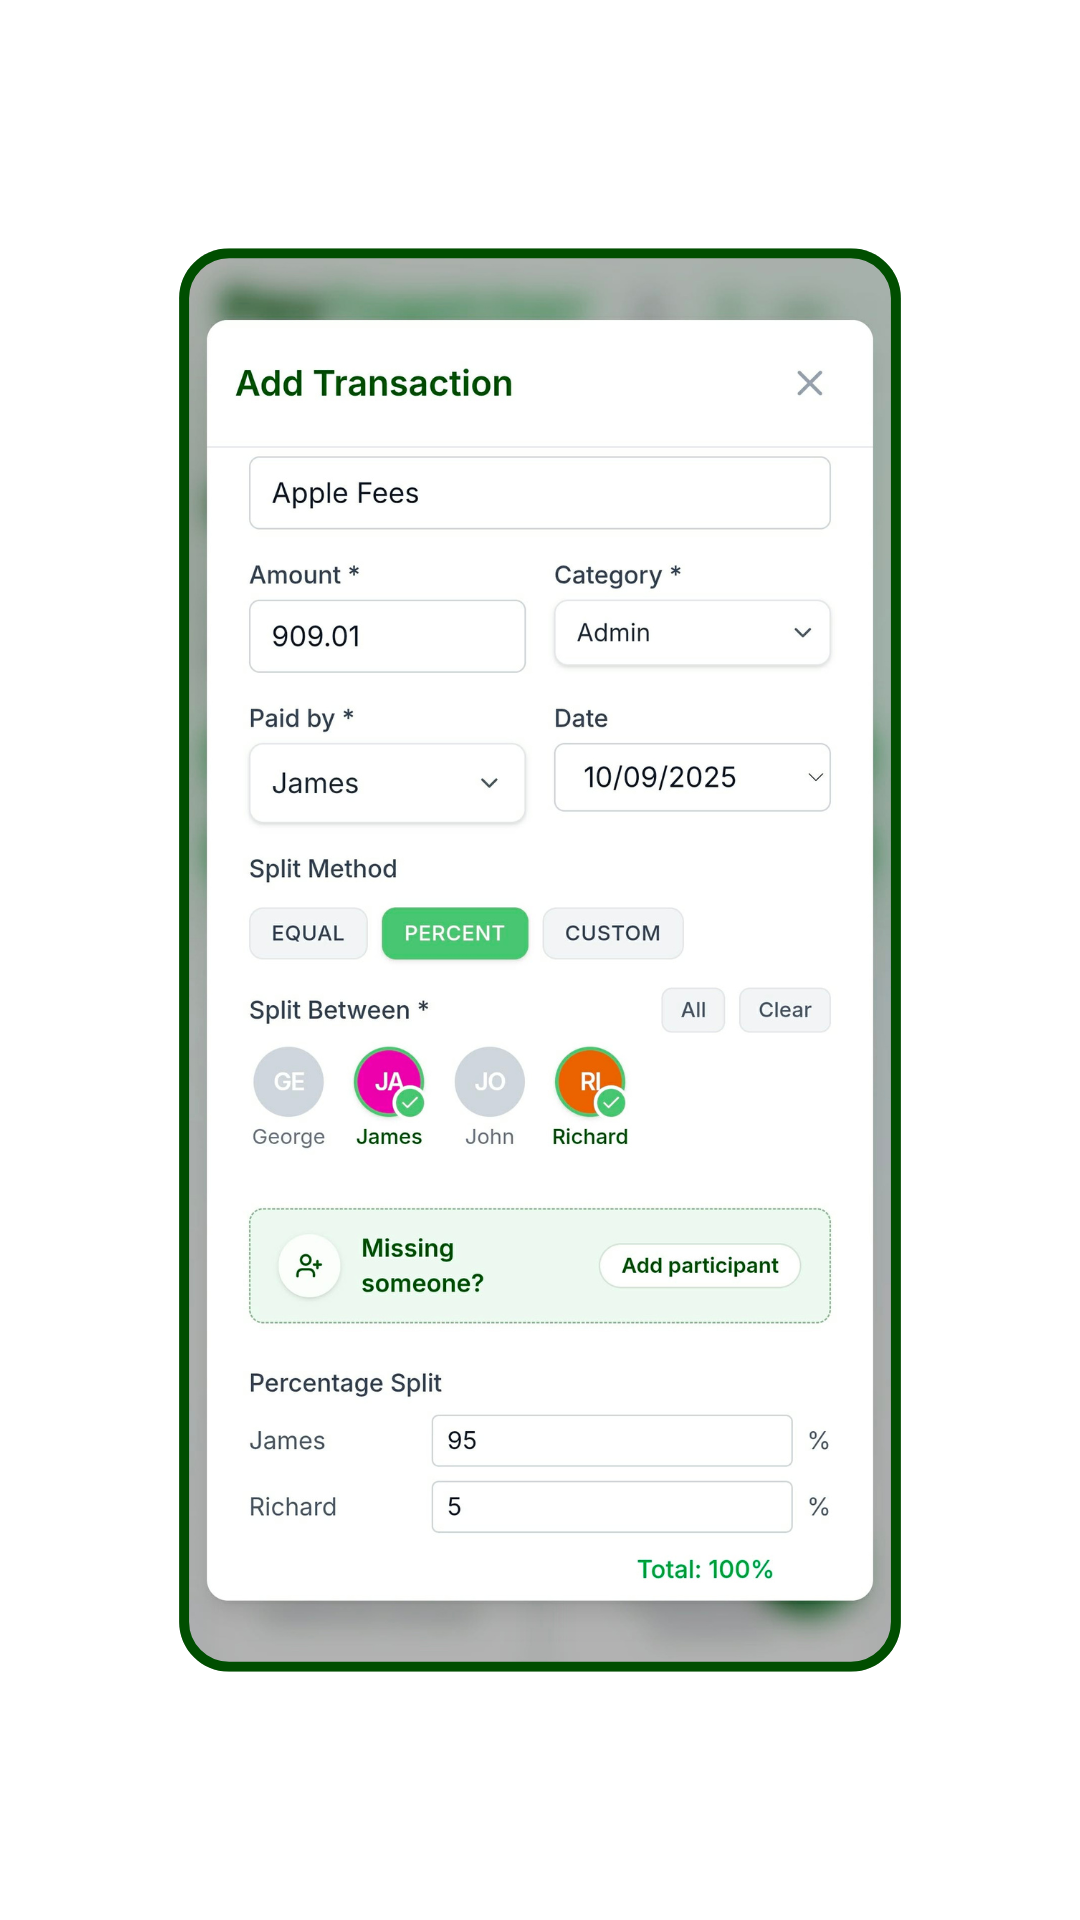 Add Transaction
Apple Fees
Amount *
Category *
909.01
Admin
Paid by *
Date
James
10/09/2025
Split Method
EQUAL
PERCENT
CUSTOM
Split Between *
All
Clear
GE
JA
JO
RI
George
James
John
Richard
Missing
someone?
Add participant
Percentage Split
James
95
%
Richard
5
%
Total: 100%